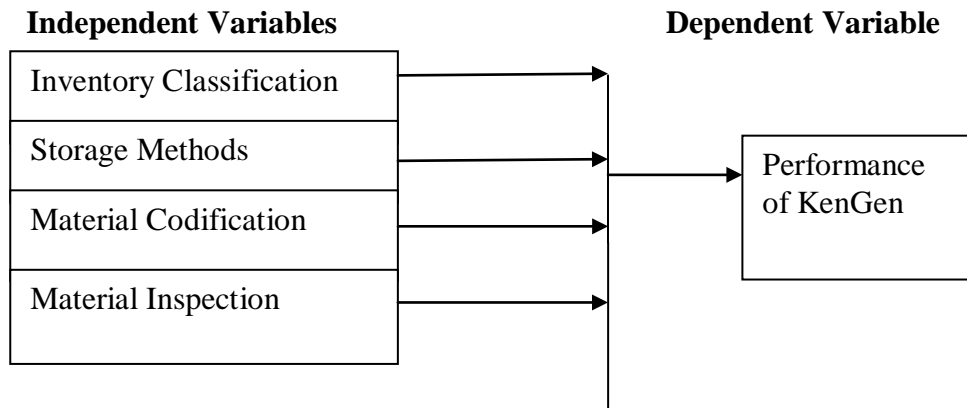 Independent Variables
Dependent Variable
Inventory Classification
Storage Methods
Material Codification
Material Inspection
Performance
of KenGen